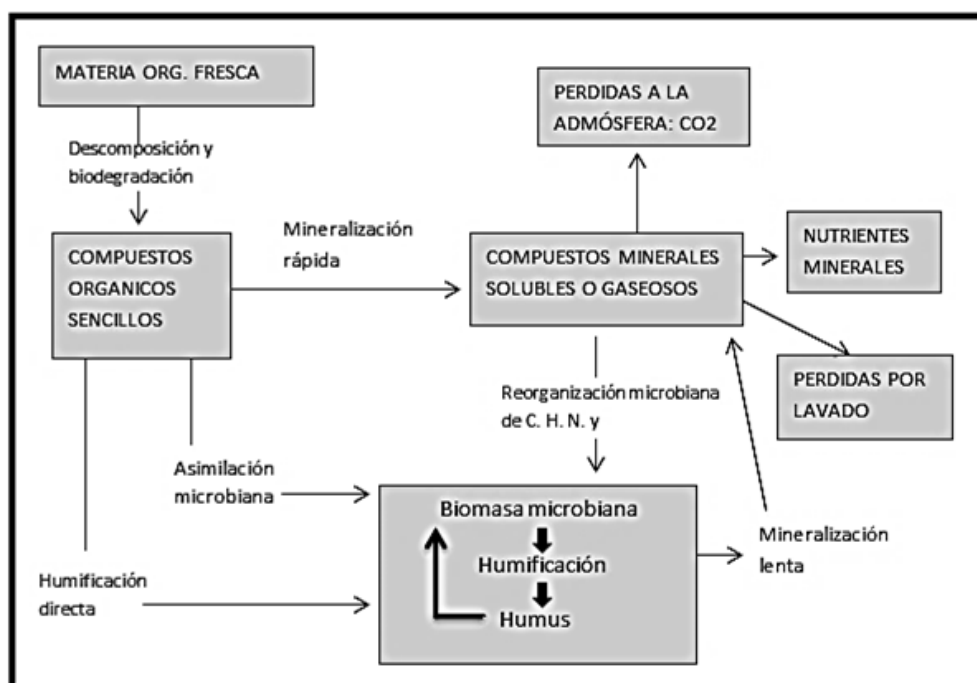 MATERIA ORG. FRESCA
PERDIDAS A LA
ADMÓSFERA: CO2
Descomposición y
biodegradación
COMPUESTOS
ORGANICOS
SENCILLOS
Mineralización
rápida
COMPUESTOS MINERALES
SOLUBLES O GASEOSOS
NUTRIENTES
MINERALES
PERDIDAS POR
LAVADO
Reorganización microbiana
de C. H. N. y
Asimilación
microbiana
Biomasa microbiana
Humificación
Humus
Mineralización
lenta
Humificación
directa